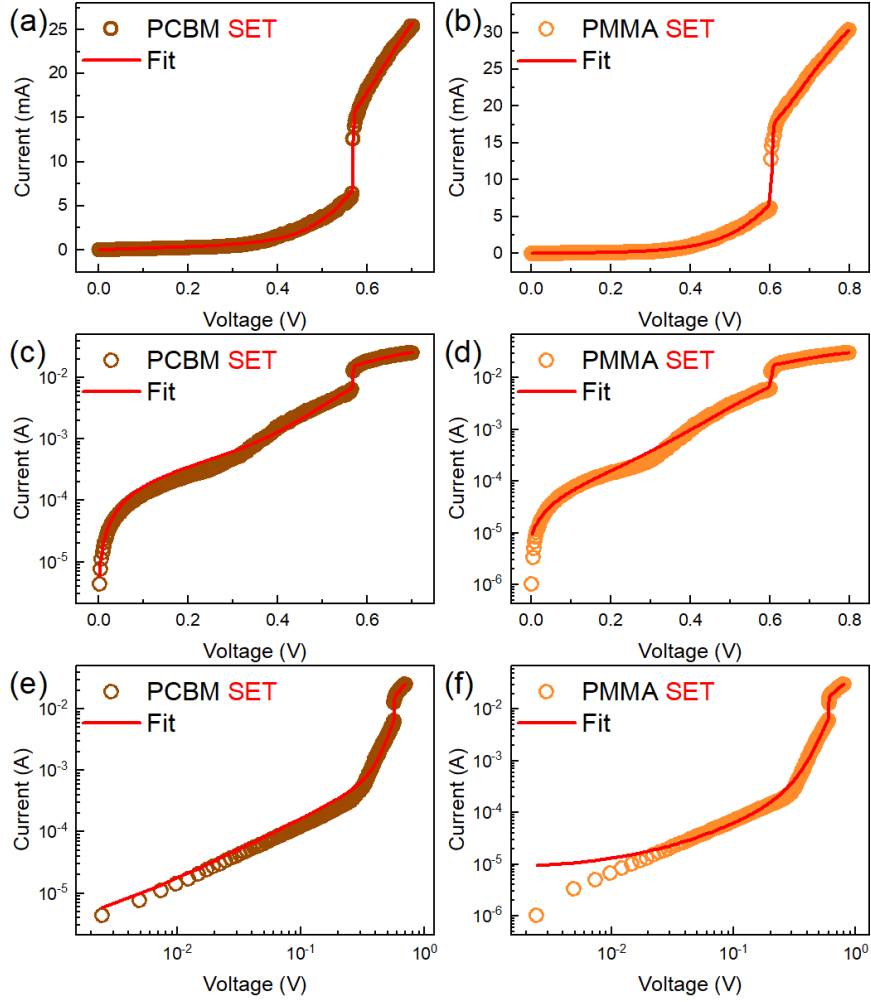 (a)
PCBM SET
Fit
Current (mA)
25
20
15
10
5
0
0.0 0.2 0.4 0.6
Voltage (V)
(b)
PMMA SET
Fit
Current (mA)
30
25
20
15
10
5
0
0.0 0.2 0.4 0.6 0.8
Voltage (V)
(c)
PCBM SET
Fit
Current (A)
10⁻²
10⁻³
10⁻⁴
10⁻⁵
0.0 0.2 0.4 0.6
Voltage (V)
(d)
PMMA SET
Fit
Current (A)
10⁻²
10⁻³
10⁻⁴
10⁻⁵
10⁻⁶
0.0 0.2 0.4 0.6 0.8
Voltage (V)
(e)
PCBM SET
Fit
Current (A)
10⁻²
10⁻³
10⁻⁴
10⁻⁵
10⁻² 10⁻¹ 10⁰
Voltage (V)
(f)
PMMA SET
Fit
Current (A)
10⁻²
10⁻³
10⁻⁴
10⁻⁵
10⁻⁶
10⁻² 10⁻¹ 10⁰
Voltage (V)